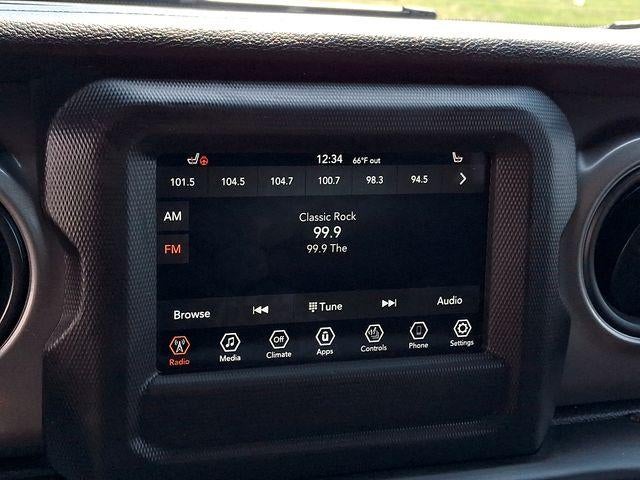 12:34 66°F out
101.5 104.5 104.7 100.7 98.3 94.5
AM
Classic Rock
99.9
FM
99.9 The
Browse Tune Audio
Off
Radio Media Climate Apps Controls Phone Settings